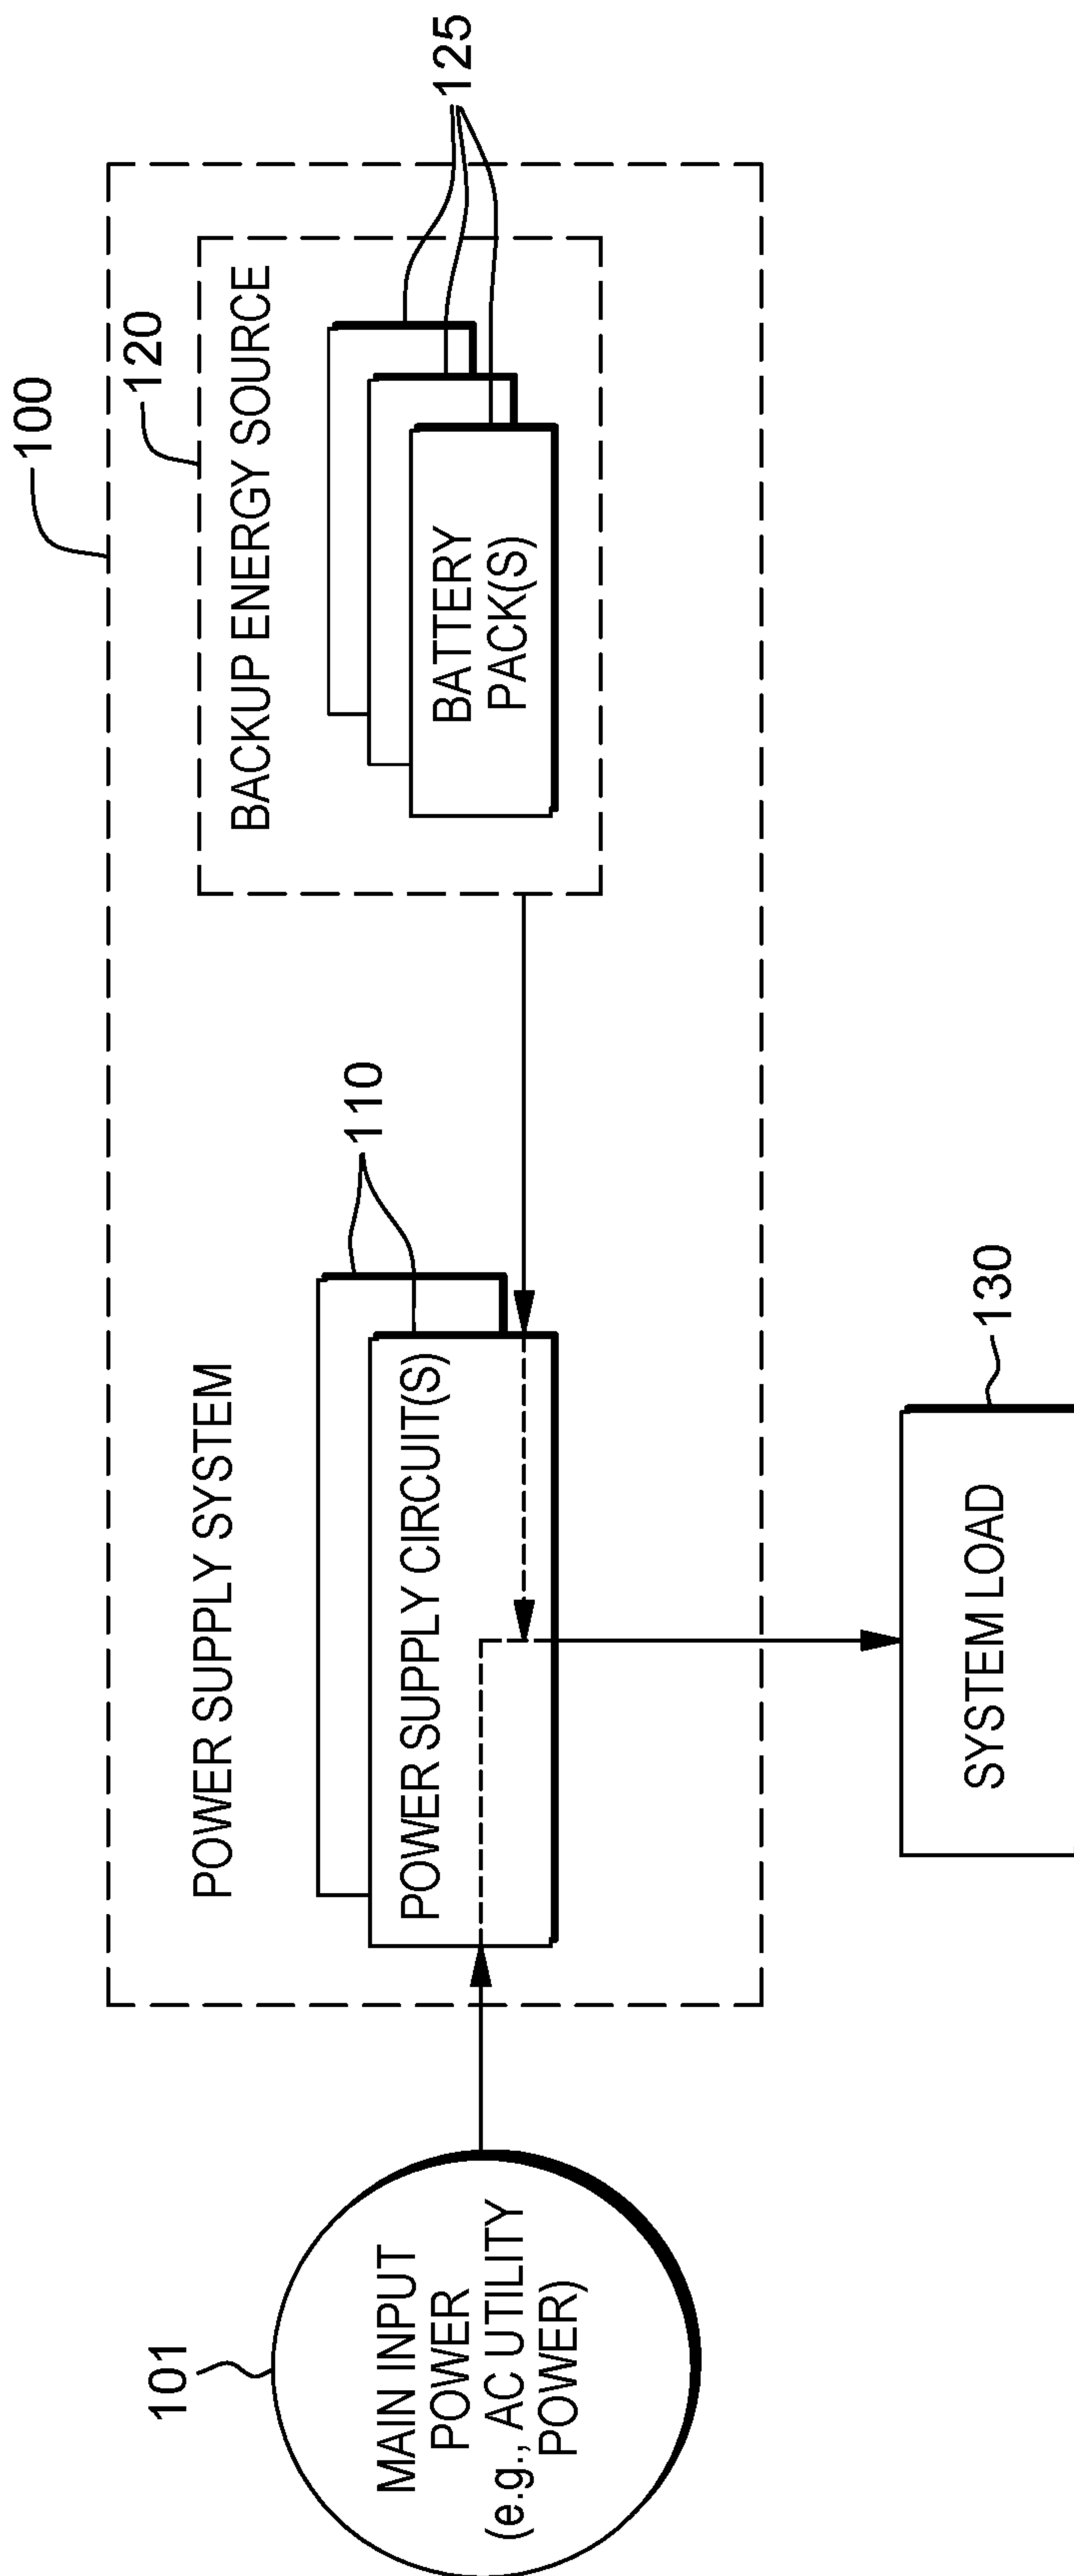 100
POWER SUPPLY SYSTEM
120
BACKUP ENERGY SOURCE
101
110
125
MAIN INPUT
POWER
(e.g., AC UTILITY
POWER)
POWER SUPPLY CIRCUIT(S)
BATTERY
PACK(S)
SYSTEM LOAD
130